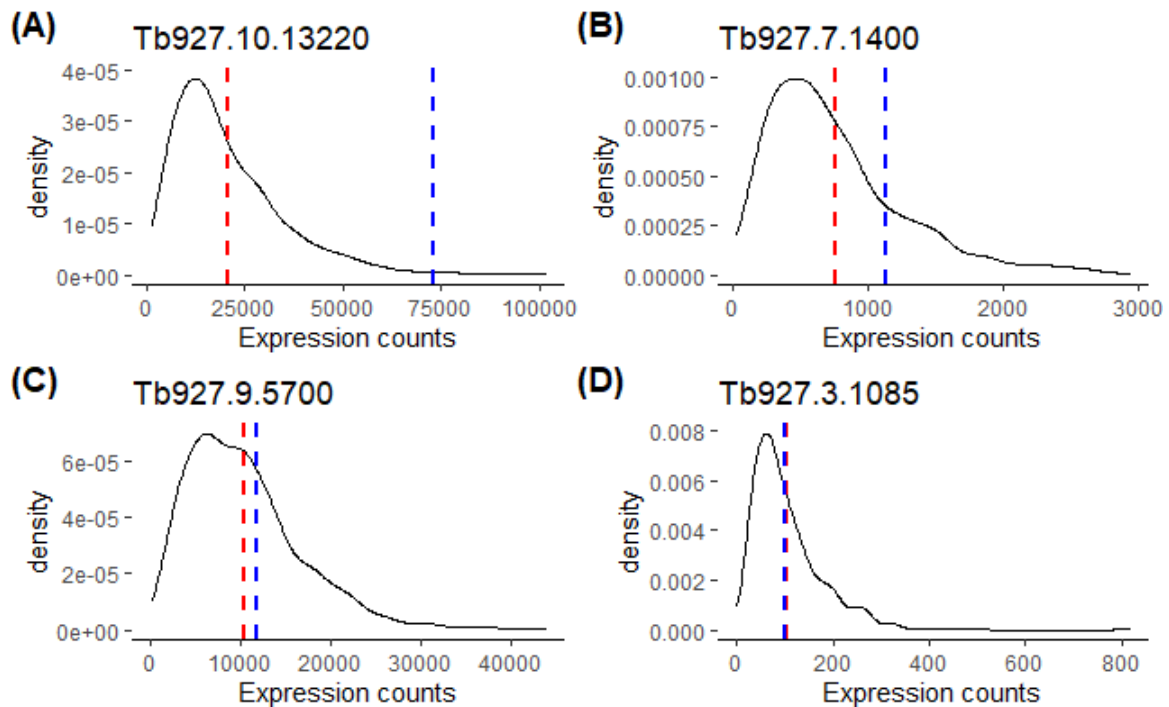 (A)
Tb927.10.13220
density
4e-05
3e-05
2e-05
1e-05
0e+00
0 25000 50000 75000 100000
Expression counts
(B)
Tb927.7.1400
density
0.00100
0.00075
0.00050
0.00025
0.00000
0 1000 2000 3000
Expression counts
(C)
Tb927.9.5700
density
6e-05
4e-05
2e-05
0e+00
0 10000 20000 30000 40000
Expression counts
(D)
Tb927.3.1085
density
0.008
0.006
0.004
0.002
0.000
0 200 400 600 800
Expression counts